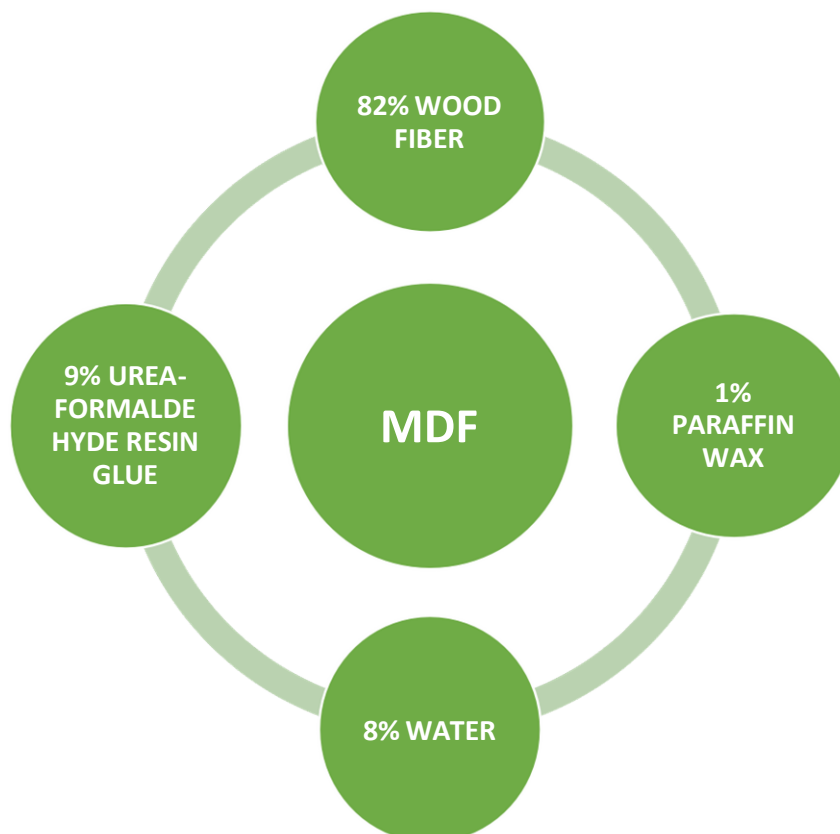 82% WOOD
FIBER
9% UREA-
FORMALDE
HYDE RESIN
GLUE
MDF
1%
PARAFFIN
WAX
8% WATER